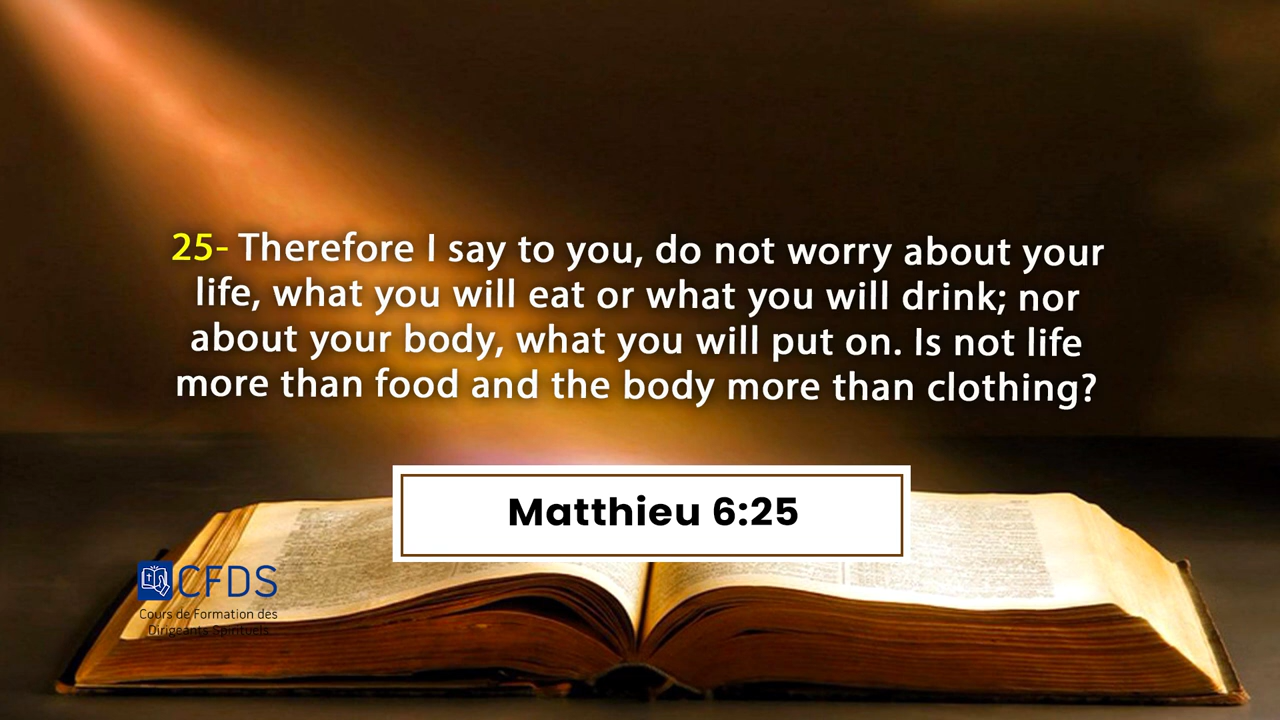 25- Therefore I say to you, do not worry about your
life, what you will eat or what you will drink; nor
about your body, what you will put on. Is not life
more than food and the body more than clothing?
Matthieu 6:25
CFDS
Cours de Formation des
Dirigeants Spirituels